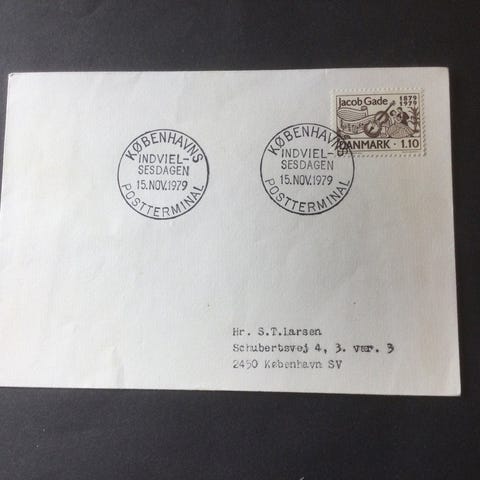 Jacob Gade 1879
1979
DANMARK · 1.10
KØBENHAVNS
INDVIEL-
SESDAGEN
15.NOV.1979
POSTTERMINAL
KØBENHAVNS
INDVIEL-
SESDAGEN
15.NOV.1979
POSTTERMINAL
Hr. S.T.Larsen
Schubertsvej 4, 3. vær. 3
2450 København SV